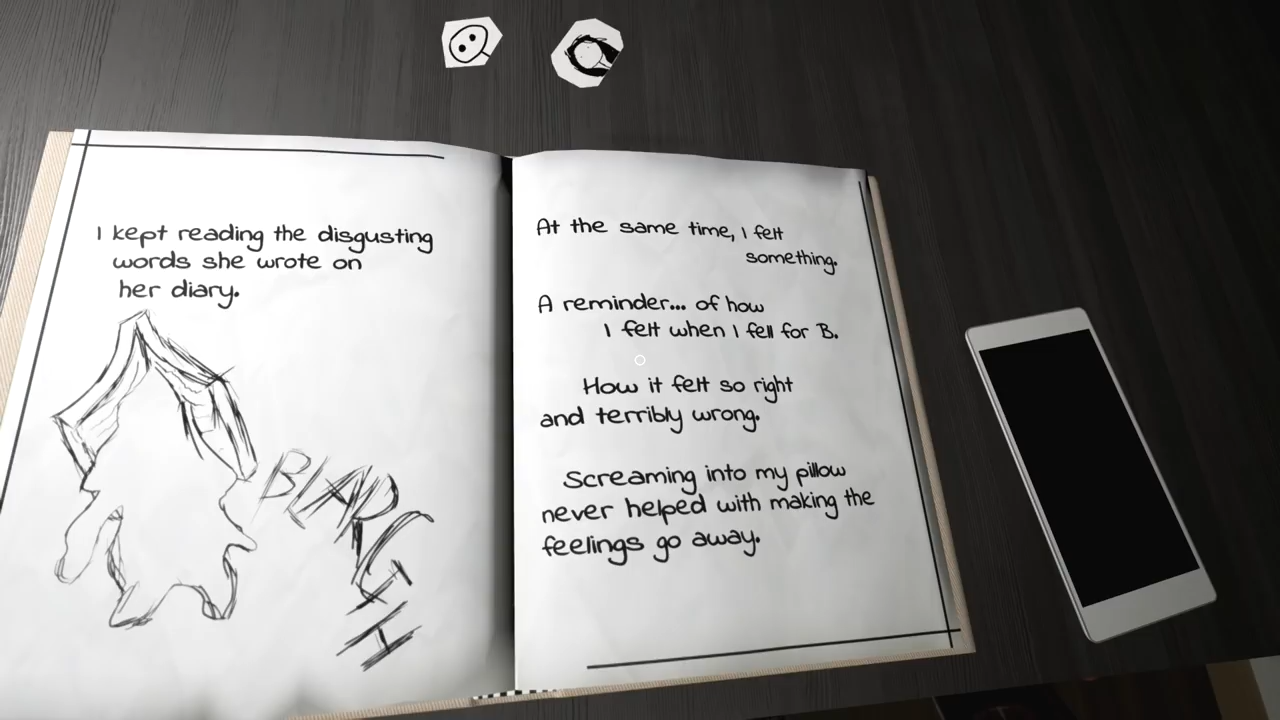 I kept reading the disgusting
words she wrote on
her diary.
BLARGH
At the same time, I felt
something.
A reminder... of how
I felt when I fell for B.
How it felt so right
and terribly wrong.
Screaming into my pillow
never helped with making the
feelings go away.